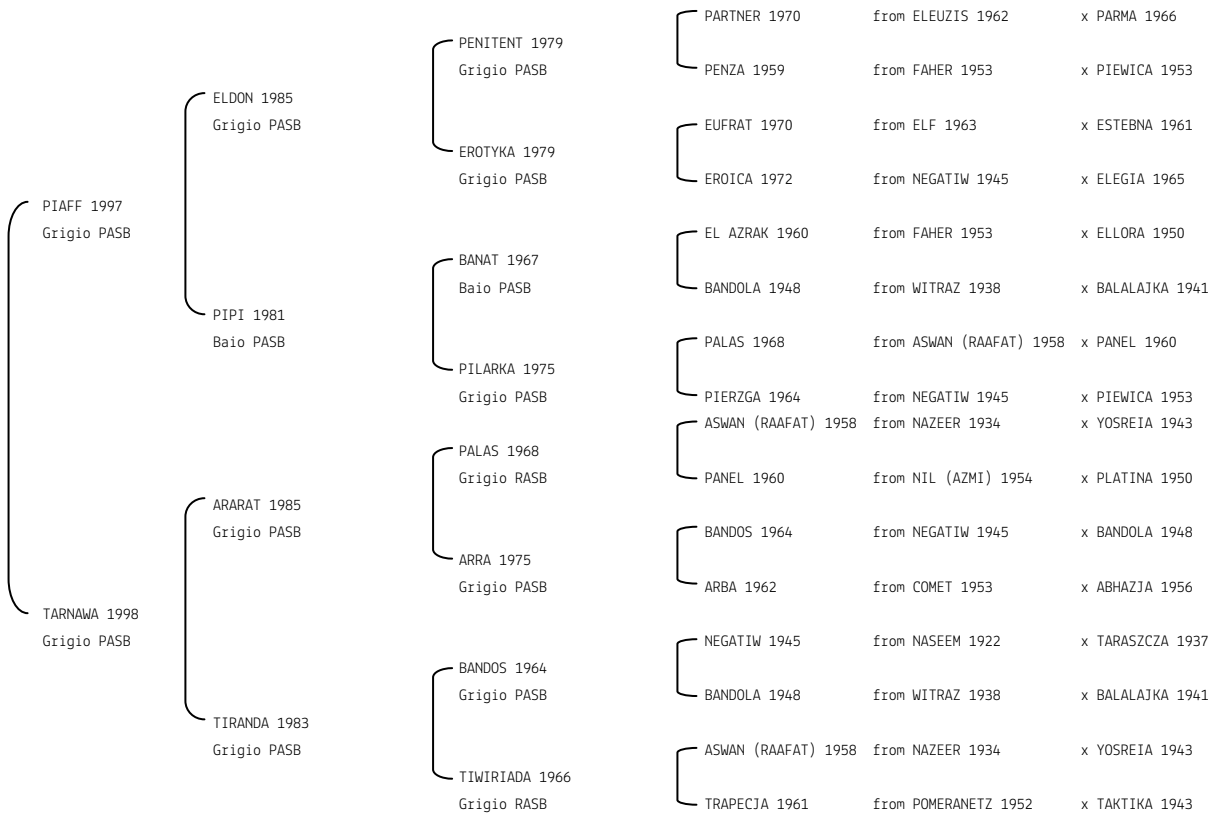 PARTNER 1970 from ELEUZIS 1962 x PARMA 1966
PENITENT 1979
Grigio PASB
PENZA 1959 from FAHER 1953 x PIEWICA 1953
ELDON 1985
Grigio PASB
EUFRAT 1970 from ELF 1963 x ESTEBNA 1961
EROTYKA 1979
Grigio PASB
EROICA 1972 from NEGATIW 1945 x ELEGIA 1965
PIAFF 1997
Grigio PASB
EL AZRAK 1960 from FAHER 1953 x ELLORA 1950
BANAT 1967
Baio PASB
BANDOLA 1948 from WITRAZ 1938 x BALALAJKA 1941
PIPI 1981
Baio PASB
PALAS 1968 from ASWAN (RAAFAT) 1958 x PANEL 1960
PILARKA 1975
Grigio PASB
PIERZGA 1964 from NEGATIW 1945 x PIEWICA 1953
ASWAN (RAAFAT) 1958 from NAZEER 1934 x YOSREIA 1943
PALAS 1968
Grigio RASB
PANEL 1960 from NIL (AZMI) 1954 x PLATINA 1950
ARARAT 1985
Grigio PASB
BANDOS 1964 from NEGATIW 1945 x BANDOLA 1948
ARRA 1975
Grigio PASB
ARBA 1962 from COMET 1953 x ABHAZJA 1956
TARNAWA 1998
Grigio PASB
NEGATIW 1945 from NASEEM 1922 x TARASZCZA 1937
BANDOS 1964
Grigio PASB
BANDOLA 1948 from WITRAZ 1938 x BALALAJKA 1941
TIRANDA 1983
Grigio PASB
ASWAN (RAAFAT) 1958 from NAZEER 1934 x YOSREIA 1943
TIWIRIADA 1966
Grigio RASB
TRAPECJA 1961 from POMERANETZ 1952 x TAKTIKA 1943